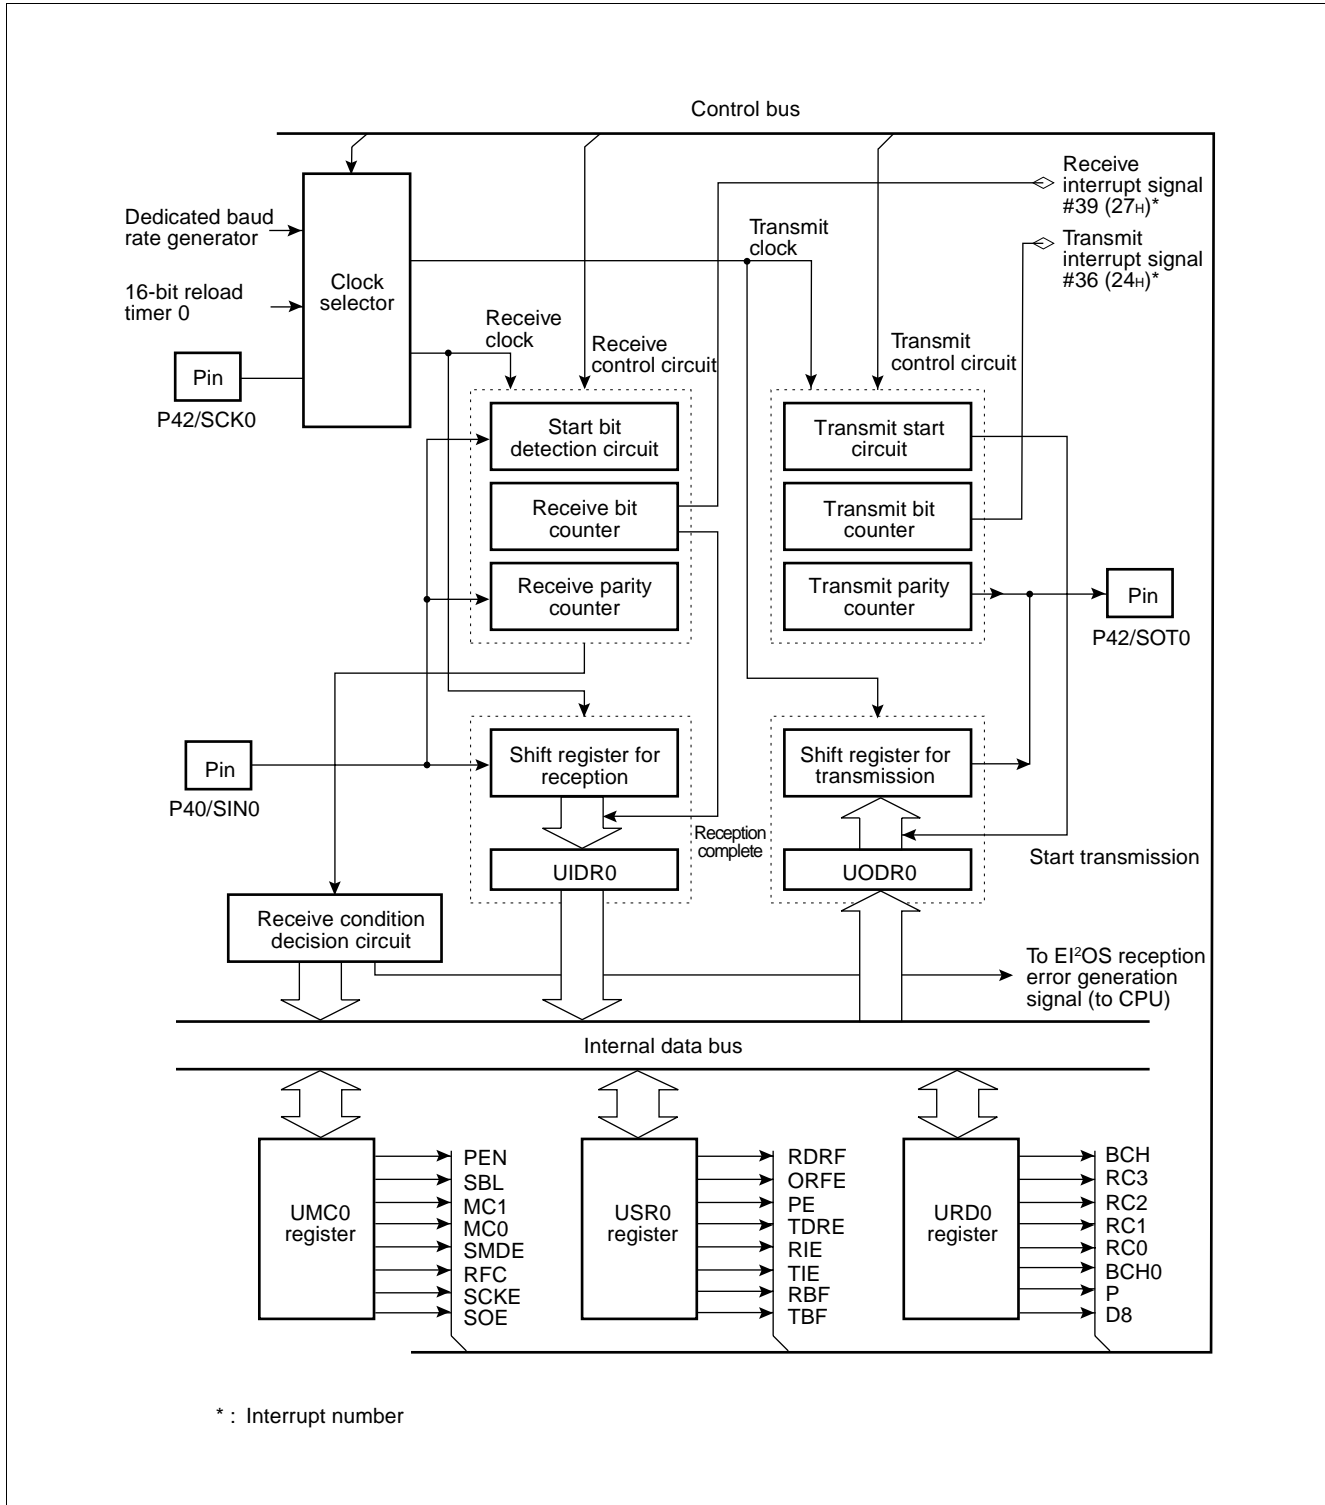 Control bus
Receive
interrupt signal
#39 (27H)*
Transmit
interrupt signal
#36 (24H)*
Dedicated baud
rate generator
16-bit reload
timer 0
Clock
selector
Transmit
clock
Receive
clock
Receive
control circuit
Transmit
control circuit
Pin
P42/SCK0
Start bit
detection circuit
Transmit start
circuit
Receive bit
counter
Transmit bit
counter
Receive parity
counter
Transmit parity
counter
Pin
P42/SOT0
Pin
P40/SIN0
Shift register for
reception
Shift register for
transmission
Reception
complete
Start transmission
UIDR0
UODR0
Receive condition
decision circuit
To EI²OS reception
error generation
signal (to CPU)
Internal data bus
UMC0
register
PEN
SBL
MC1
MC0
SMDE
RFC
SCKE
SOE
USR0
register
RDRF
ORFE
PE
TDRE
RIE
TIE
RBF
TBF
URD0
register
BCH
RC3
RC2
RC1
RC0
BCH0
P
D8
* : Interrupt number